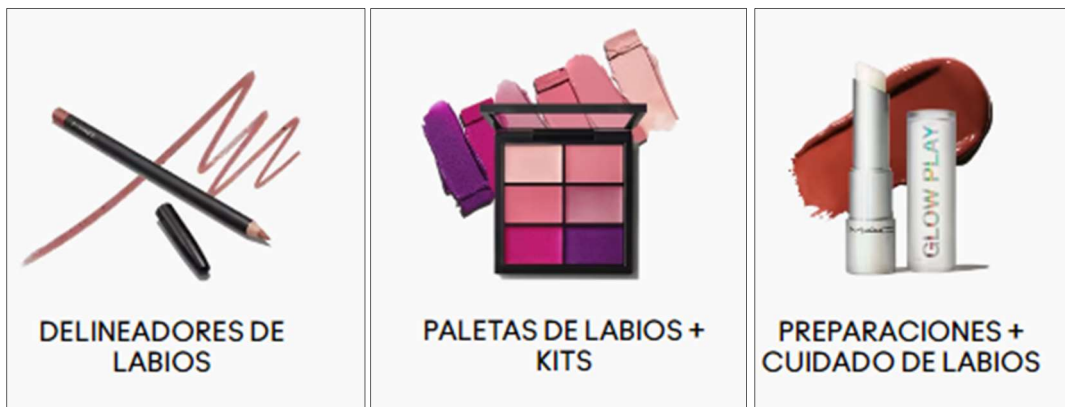 DELINEADORES DE
LABIOS
PALETAS DE LABIOS +
KITS
GLOW PLAY
PREPARACIONES +
CUIDADO DE LABIOS